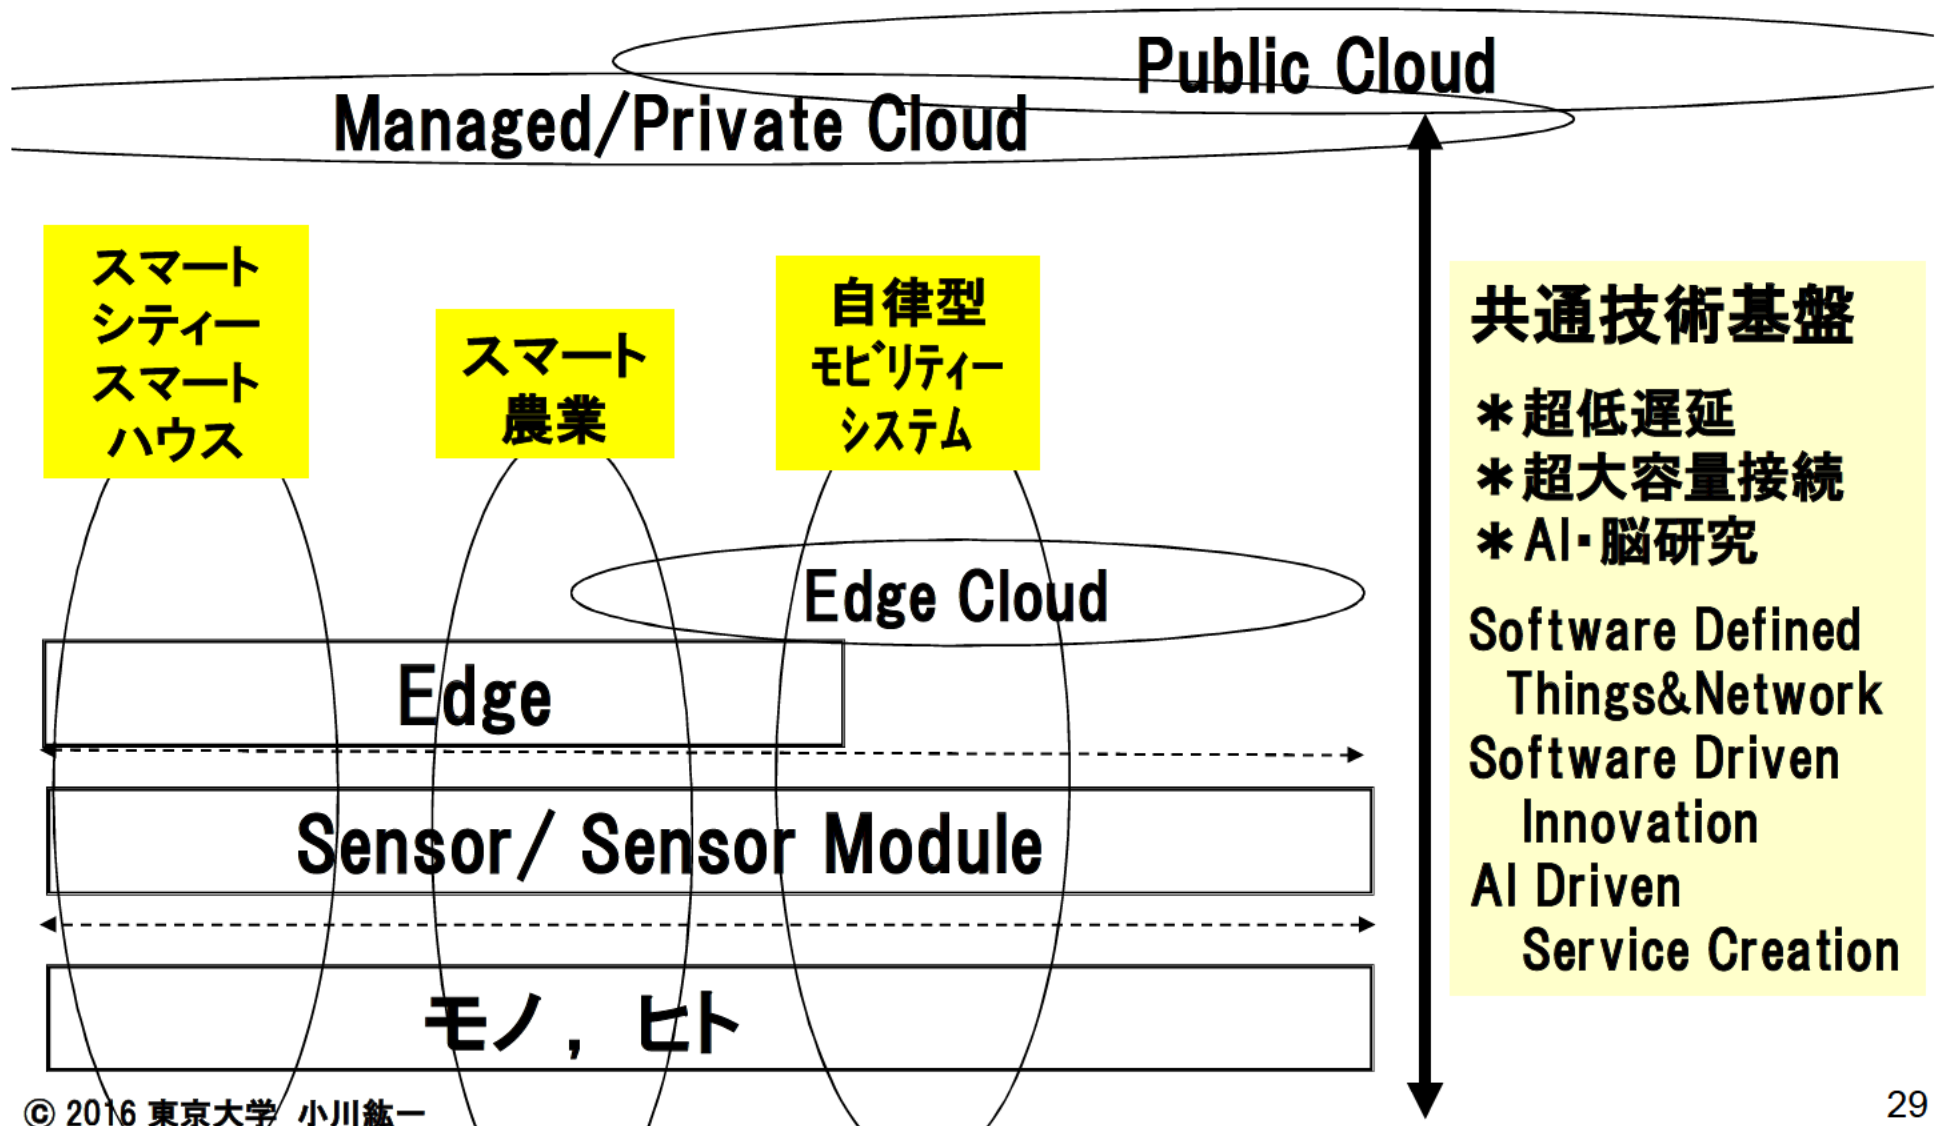 Public Cloud
Managed/Private Cloud
スマート
シティー
スマート
ハウス
スマート
農業
自律型
モビリティー
システム
Edge Cloud
Edge
Sensor/ Sensor Module
モノ，ヒト
共通技術基盤
＊超低遅延
＊超大容量接続
＊AI・脳研究
Software Defined
Things&Network
Software Driven
Innovation
AI Driven
Service Creation
© 2016 東京大学 小川紘一
29